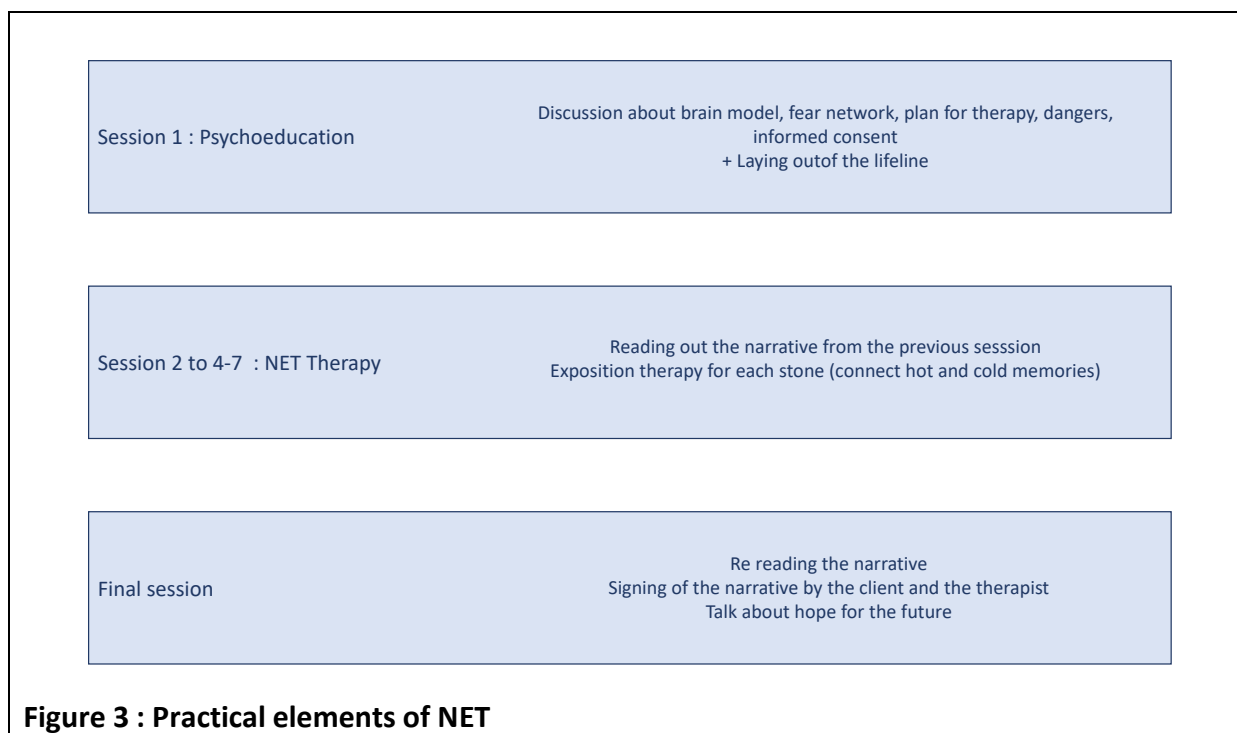 Session 1 : Psychoeducation
Discussion about brain model, fear network, plan for therapy, dangers,
informed consent
+ Laying outof the lifeline
Session 2 to 4-7  : NET Therapy
Reading out the narrative from the previous sesssion
Exposition therapy for each stone (connect hot and cold memories)
Final session
Re reading the narrative
Signing of the narrative by the client and the therapist
Talk about hope for the future
Figure 3 : Practical elements of NET